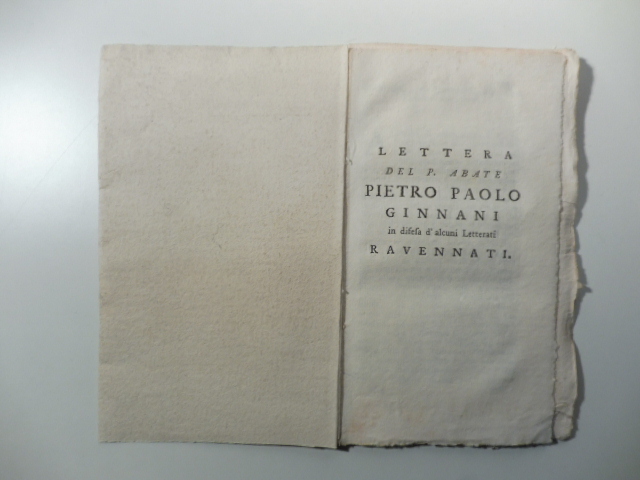 LETTERA
DEL P. ABATE
PIETRO PAOLO
GINNANI
in difesa d' alcuni Letterati
RAVENNATI.